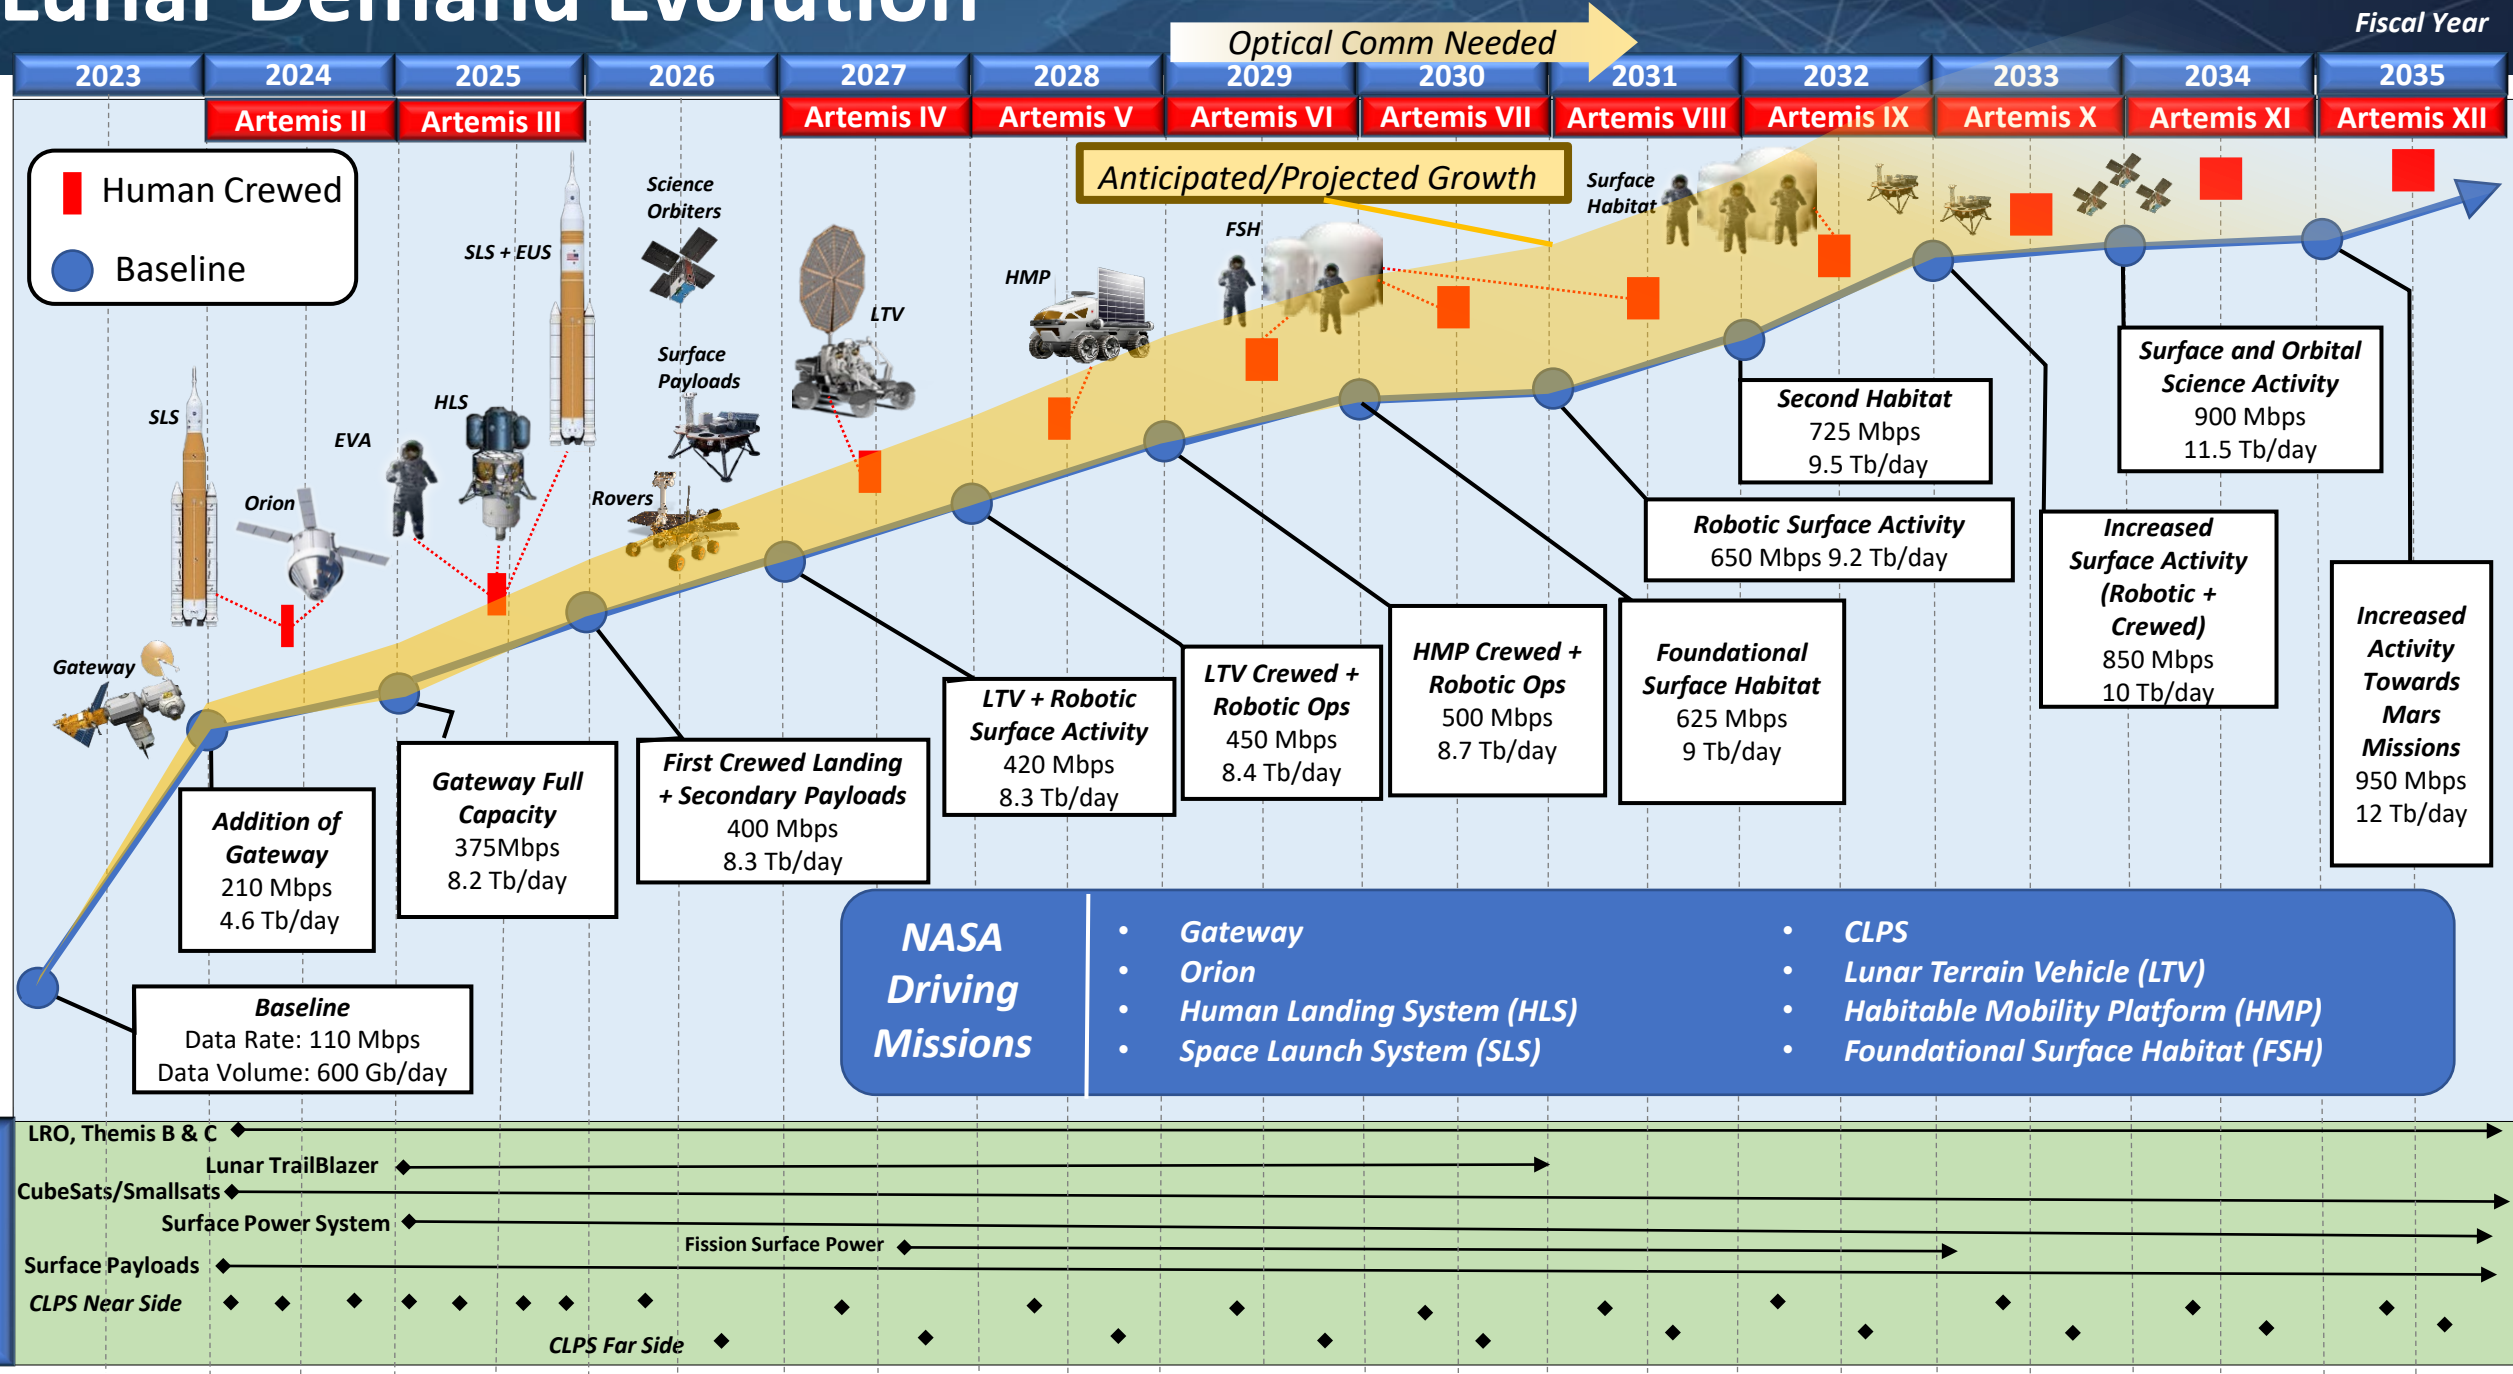 Lunar Demand Evolution
Fiscal Year
Optical Comm Needed
2023 2024 2025 2026 2027 2028 2029 2030 2031 2032 2033 2034 2035
Artemis II Artemis III Artemis IV Artemis V Artemis VI Artemis VII Artemis VIII Artemis IX Artemis X Artemis XI Artemis XII
Human Crewed
Baseline
Anticipated/Projected Growth
Science
Orbiters
Surface
Habitat
SLS + EUS
FSH
HMP
LTV
Surface
Payloads
SLS
HLS
EVA
Orion
Rovers
Gateway
Surface and Orbital
Science Activity
900 Mbps
11.5 Tb/day
Second Habitat
725 Mbps
9.5 Tb/day
Robotic Surface Activity
650 Mbps 9.2 Tb/day
Increased
Surface Activity
(Robotic +
Crewed)
850 Mbps
10 Tb/day
Increased
Activity
Towards
Mars
Missions
950 Mbps
12 Tb/day
Foundational
Surface Habitat
625 Mbps
9 Tb/day
HMP Crewed +
Robotic Ops
500 Mbps
8.7 Tb/day
LTV Crewed +
Robotic Ops
450 Mbps
8.4 Tb/day
LTV + Robotic
Surface Activity
420 Mbps
8.3 Tb/day
First Crewed Landing
+ Secondary Payloads
400 Mbps
8.3 Tb/day
Gateway Full
Capacity
375Mbps
8.2 Tb/day
Addition of
Gateway
210 Mbps
4.6 Tb/day
Baseline
Data Rate: 110 Mbps
Data Volume: 600 Gb/day
NASA
Driving
Missions
• Gateway
• Orion
• Human Landing System (HLS)
• Space Launch System (SLS)
• CLPS
• Lunar Terrain Vehicle (LTV)
• Habitable Mobility Platform (HMP)
• Foundational Surface Habitat (FSH)
LRO, Themis B & C
Lunar TrailBlazer
CubeSats/Smallsats
Surface Power System
Fission Surface Power
Surface Payloads
CLPS Near Side
CLPS Far Side